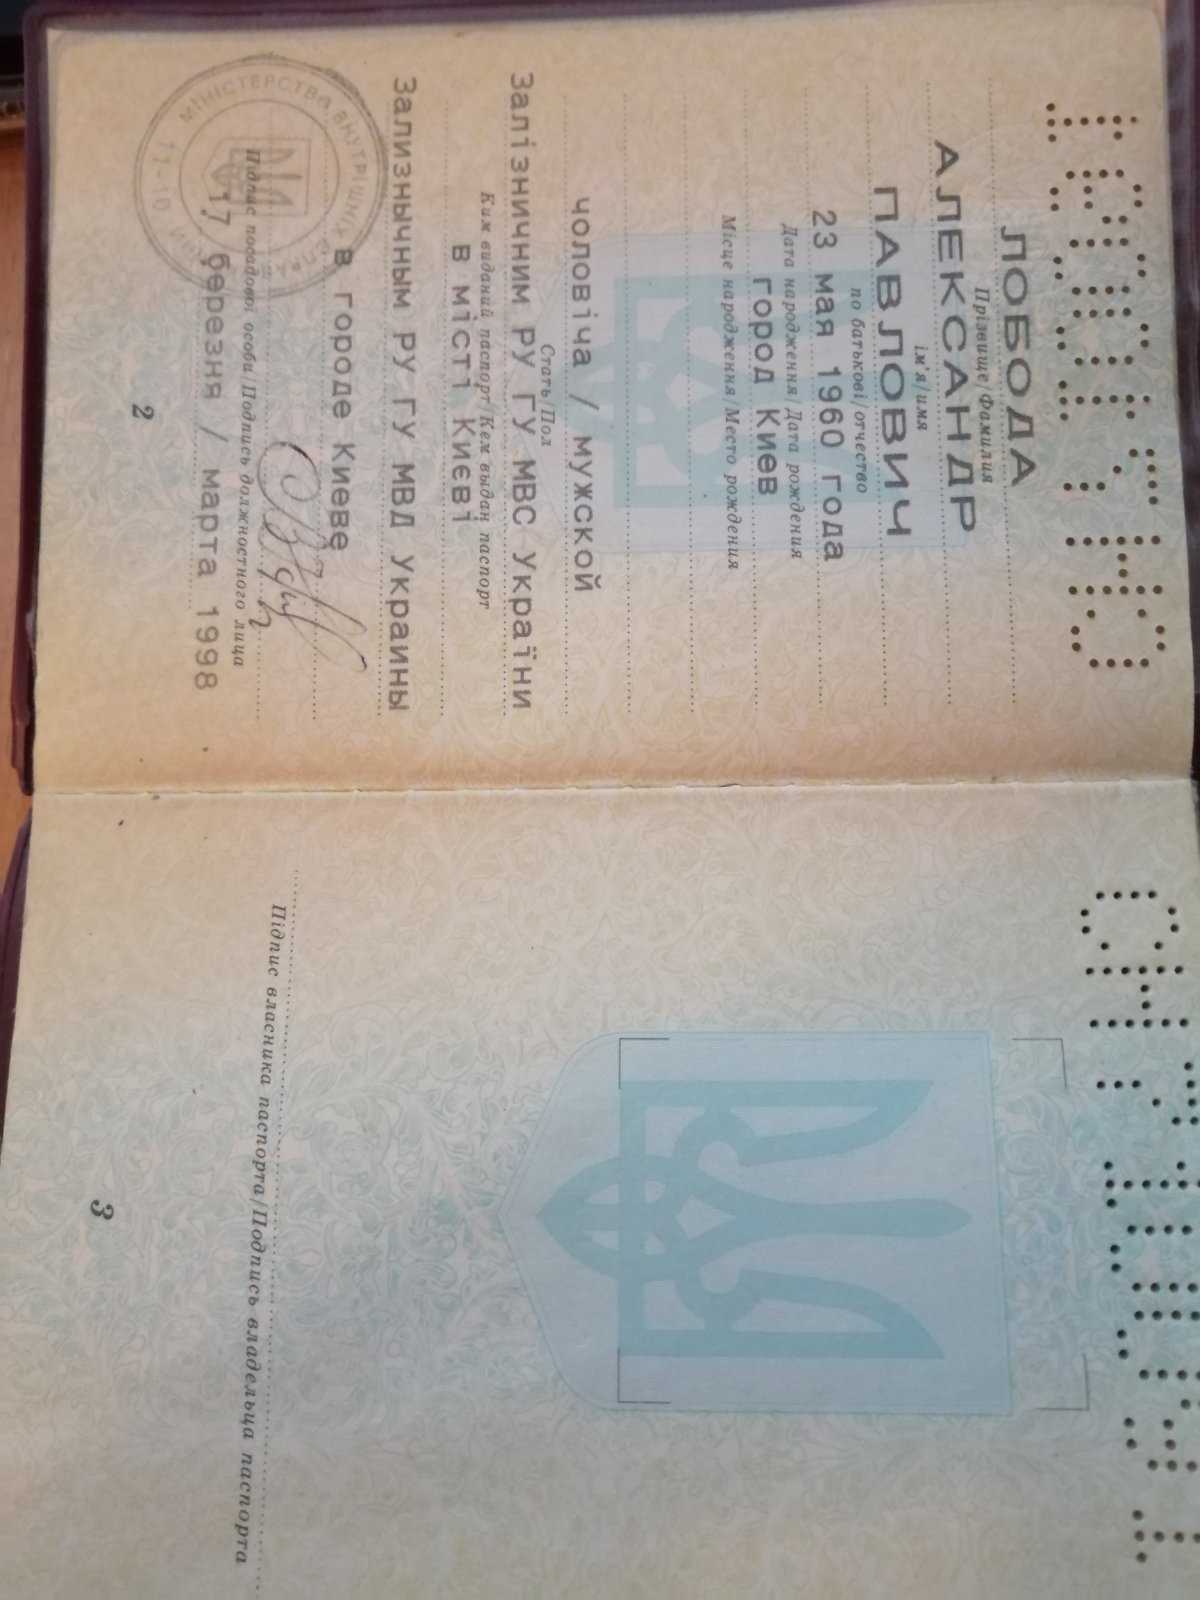 ЛОБОДА
Прізвище/Фамилия
АЛЕКСАНДР
ім'я/имя
ПАВЛОВИЧ
по батькові/отчество
23 мая 1960 года
Дата народження/Дата рождения
город Киев
Місце народження/Место рождения
чоловіча / мужской
Стать/Пол
Залізничним РУ ГУ МВС України
Ким виданий паспорт/Кем выдан паспорт
в місті Києві
Зализнычным РУ ГУ МВД Украины
в городе Киеве
Підпис посадової особи/Подпись должностного лица
17 березня / марта 1998
МІНІСТЕРСТВО ВНУТРІШНІХ СПРАВ
11-10
2
Підпис власника паспорта/Подпись владельца паспорта
3